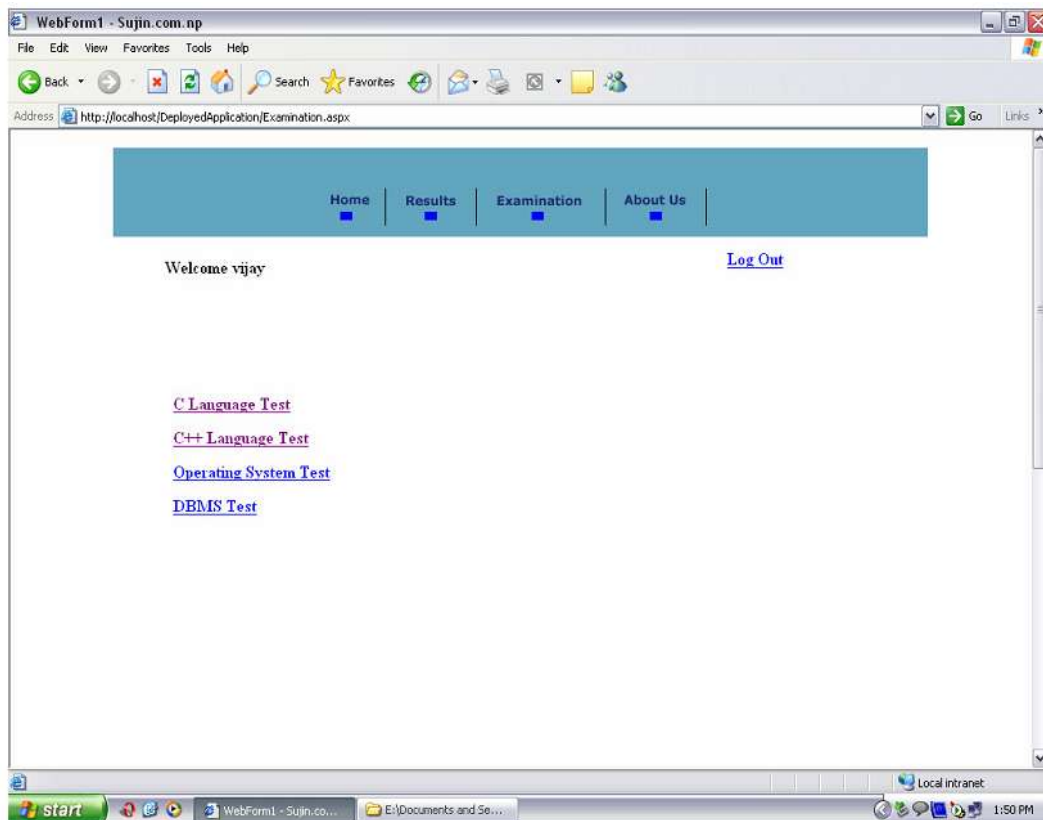 WebForm1 - Sujin.com.np
File Edit View Favorites Tools Help
Back Search Favorites
Address http://localhost/DeployedApplication/Examination.aspx Go Links
Home Results Examination About Us
Welcome vijay
Log Out
C Language Test
C++ Language Test
Operating System Test
DBMS Test
Local intranet
start WebForm1 - Sujin.co... E:\Documents and Se... 1:50 PM